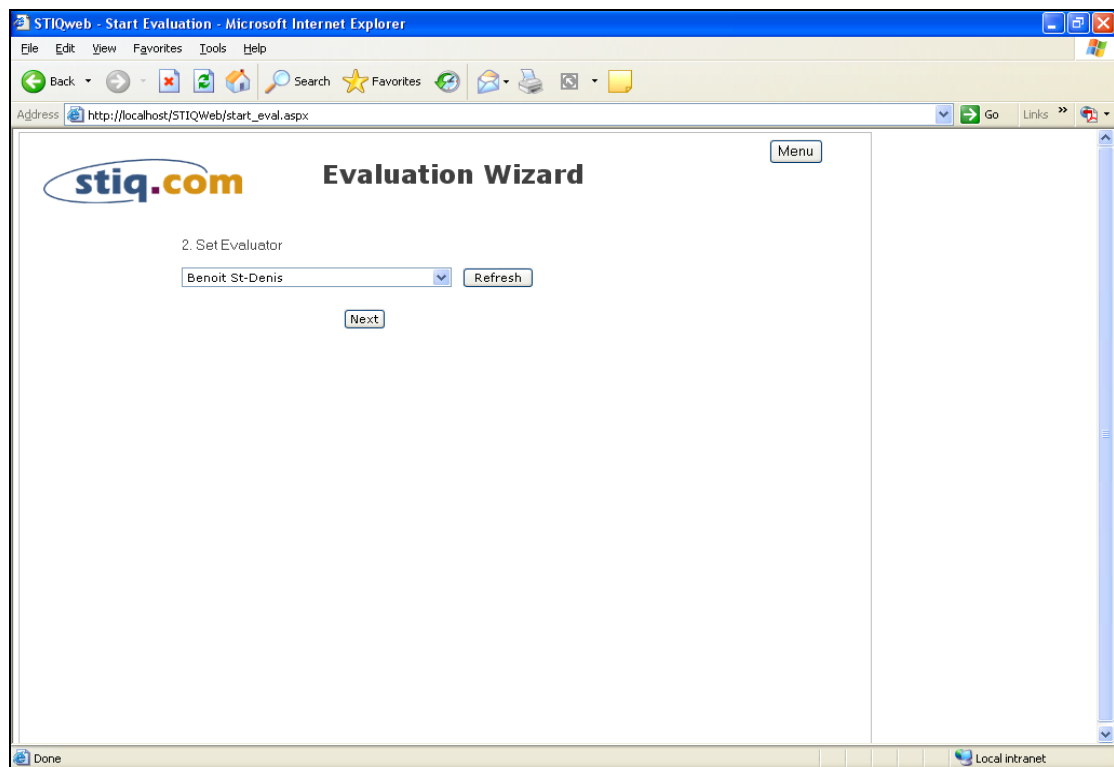 STIQweb - Start Evaluation - Microsoft Internet Explorer
File Edit View Favorites Tools Help
Back Search Favorites
Address http://localhost/STIQWeb/start_eval.aspx Go Links »
Menu
stiq.com Evaluation Wizard
2. Set Evaluator
Benoit St-Denis Refresh
Next
Done Local intranet